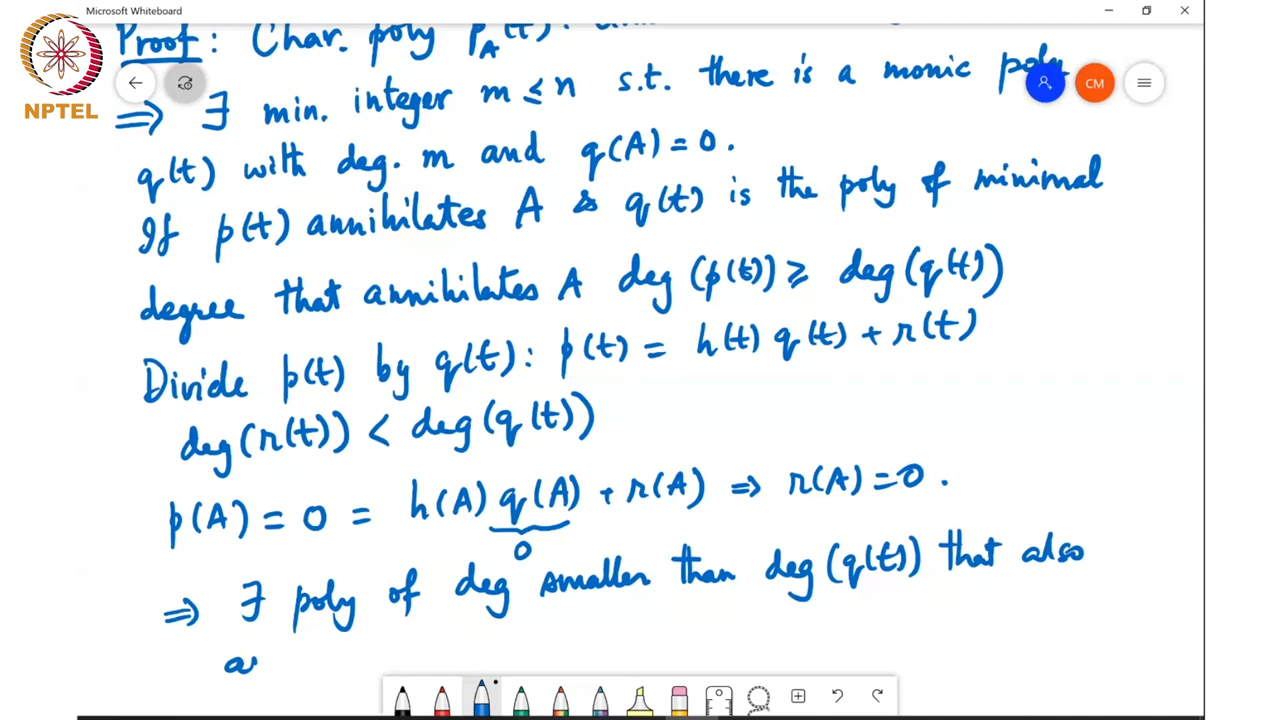 Microsoft Whiteboard
NPTEL
CM
Proof: Char. poly P_A(t):
⇒ ∃ min. integer m ≤ n s.t. there is a monic poly
q(t) with deg. m and q(A) = 0.
If p(t) annihilates A & q(t) is the poly of minimal
degree that annihilates A deg(p(t)) ≥ deg(q(t))
Divide p(t) by q(t): p(t) = h(t) q(t) + r(t)
deg(r(t)) < deg(q(t))
p(A) = 0 = h(A) q(A) + r(A) ⇒ r(A) = 0.
0
⇒ ∃ poly of deg smaller than deg(q(t)) that also